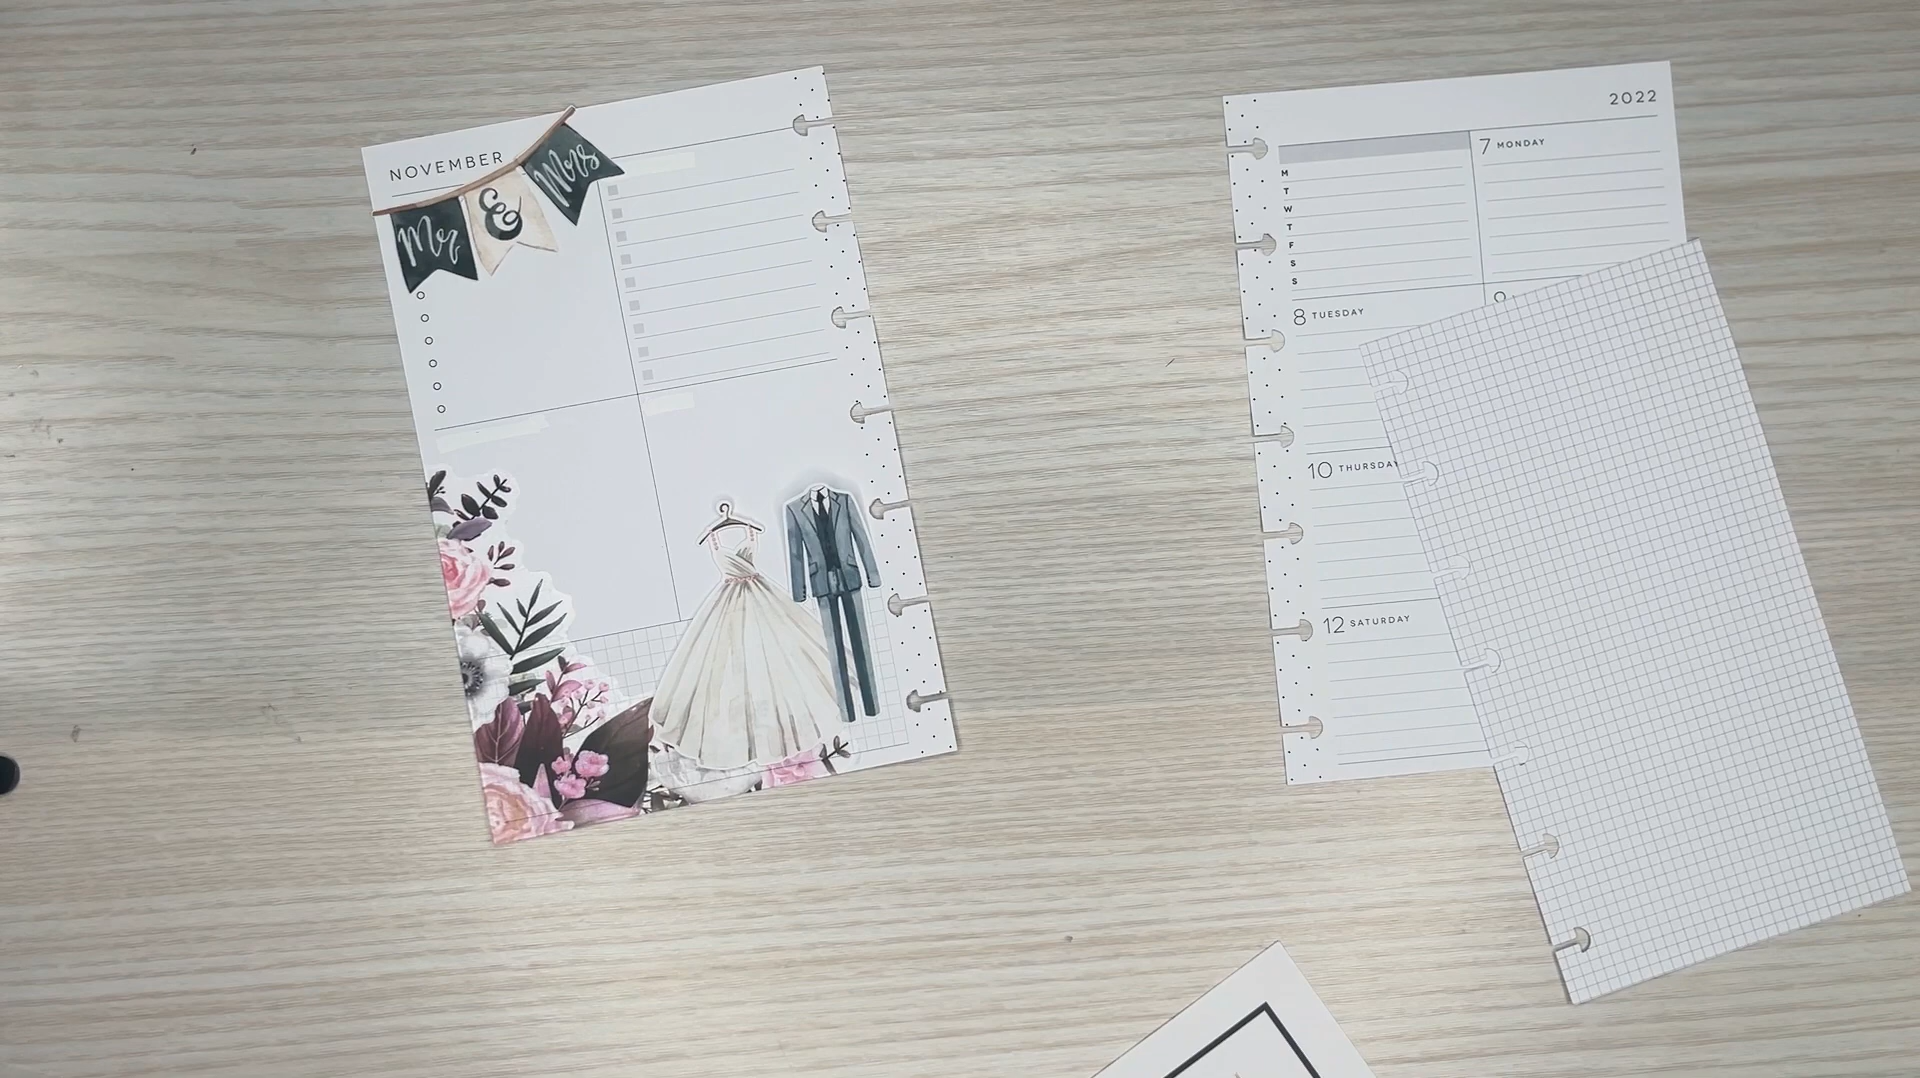 NOVEMBER
Mr & Mrs
2022
7 MONDAY
M
T
W
T
F
S
S
8 TUESDAY
10 THURSDAY
12 SATURDAY